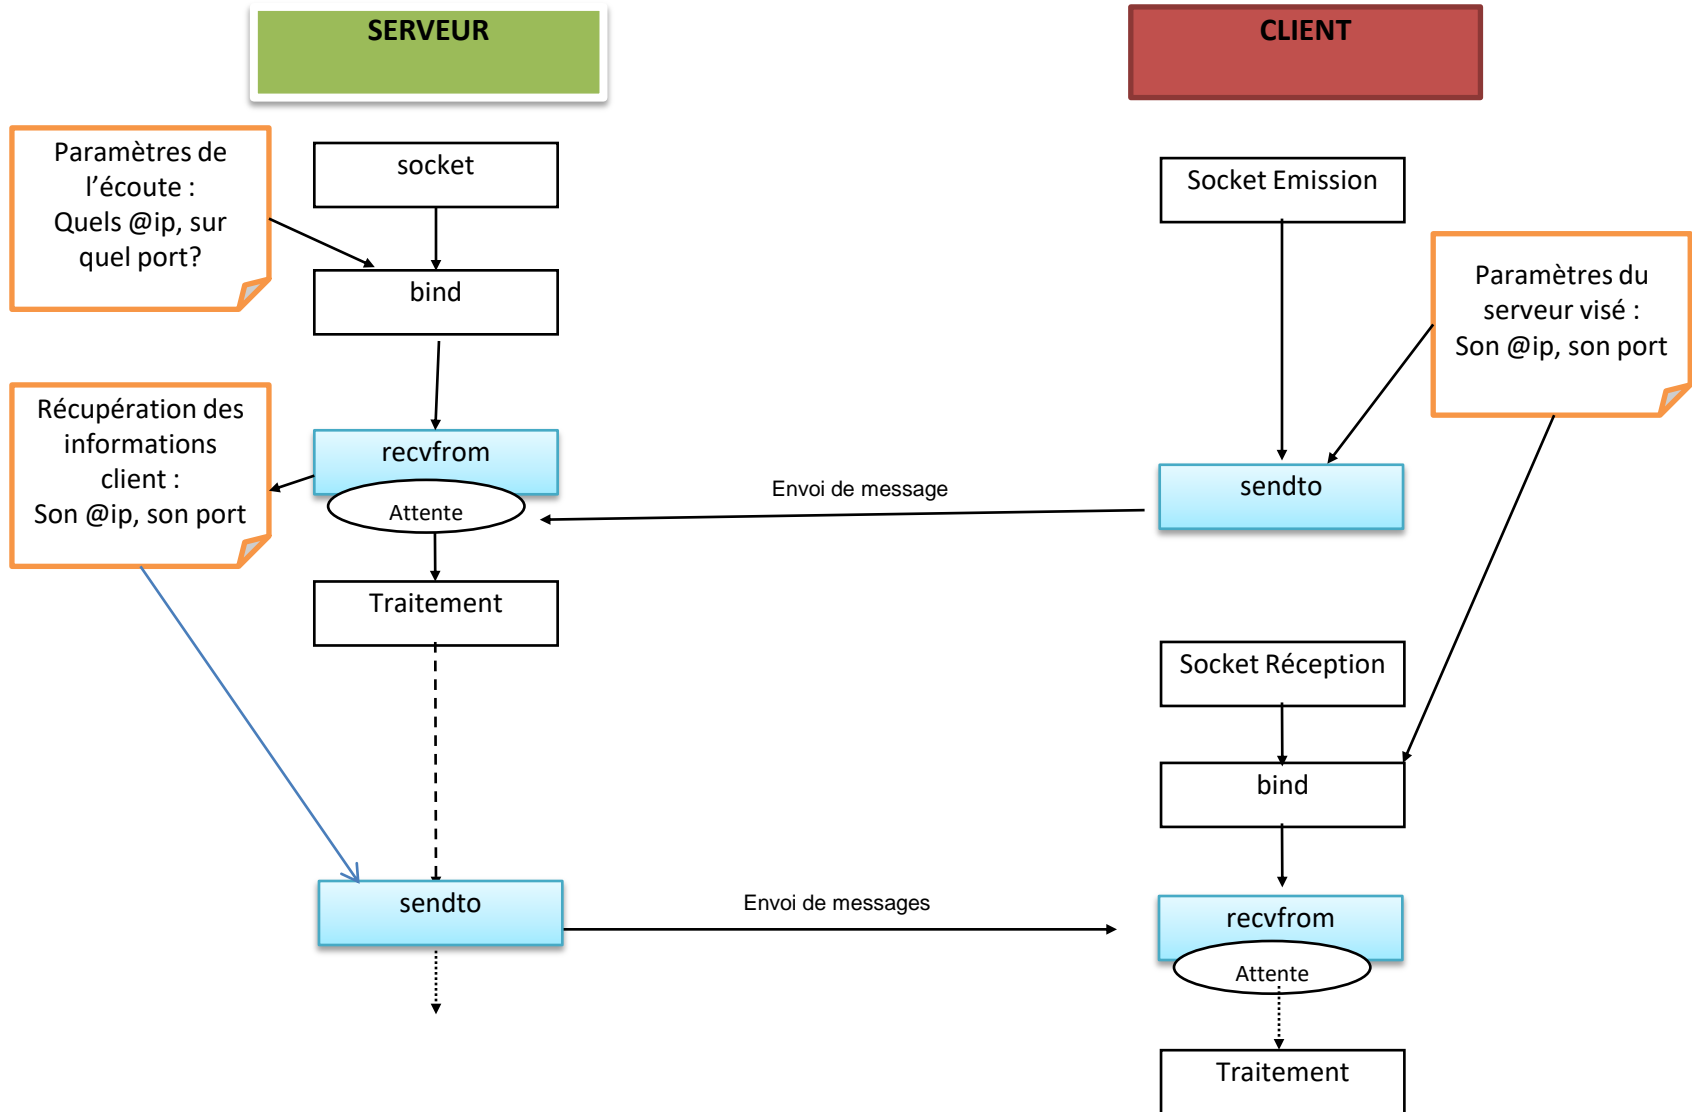 SERVEUR
CLIENT
Paramètres de
l'écoute :
Quels @ip, sur
quel port?
socket
Socket Emission
bind
Paramètres du
serveur visé :
Son @ip, son port
Récupération des
informations
client :
Son @ip, son port
recvfrom
Attente
Envoi de message
sendto
Traitement
Socket Réception
bind
sendto
Envoi de messages
recvfrom
Attente
Traitement